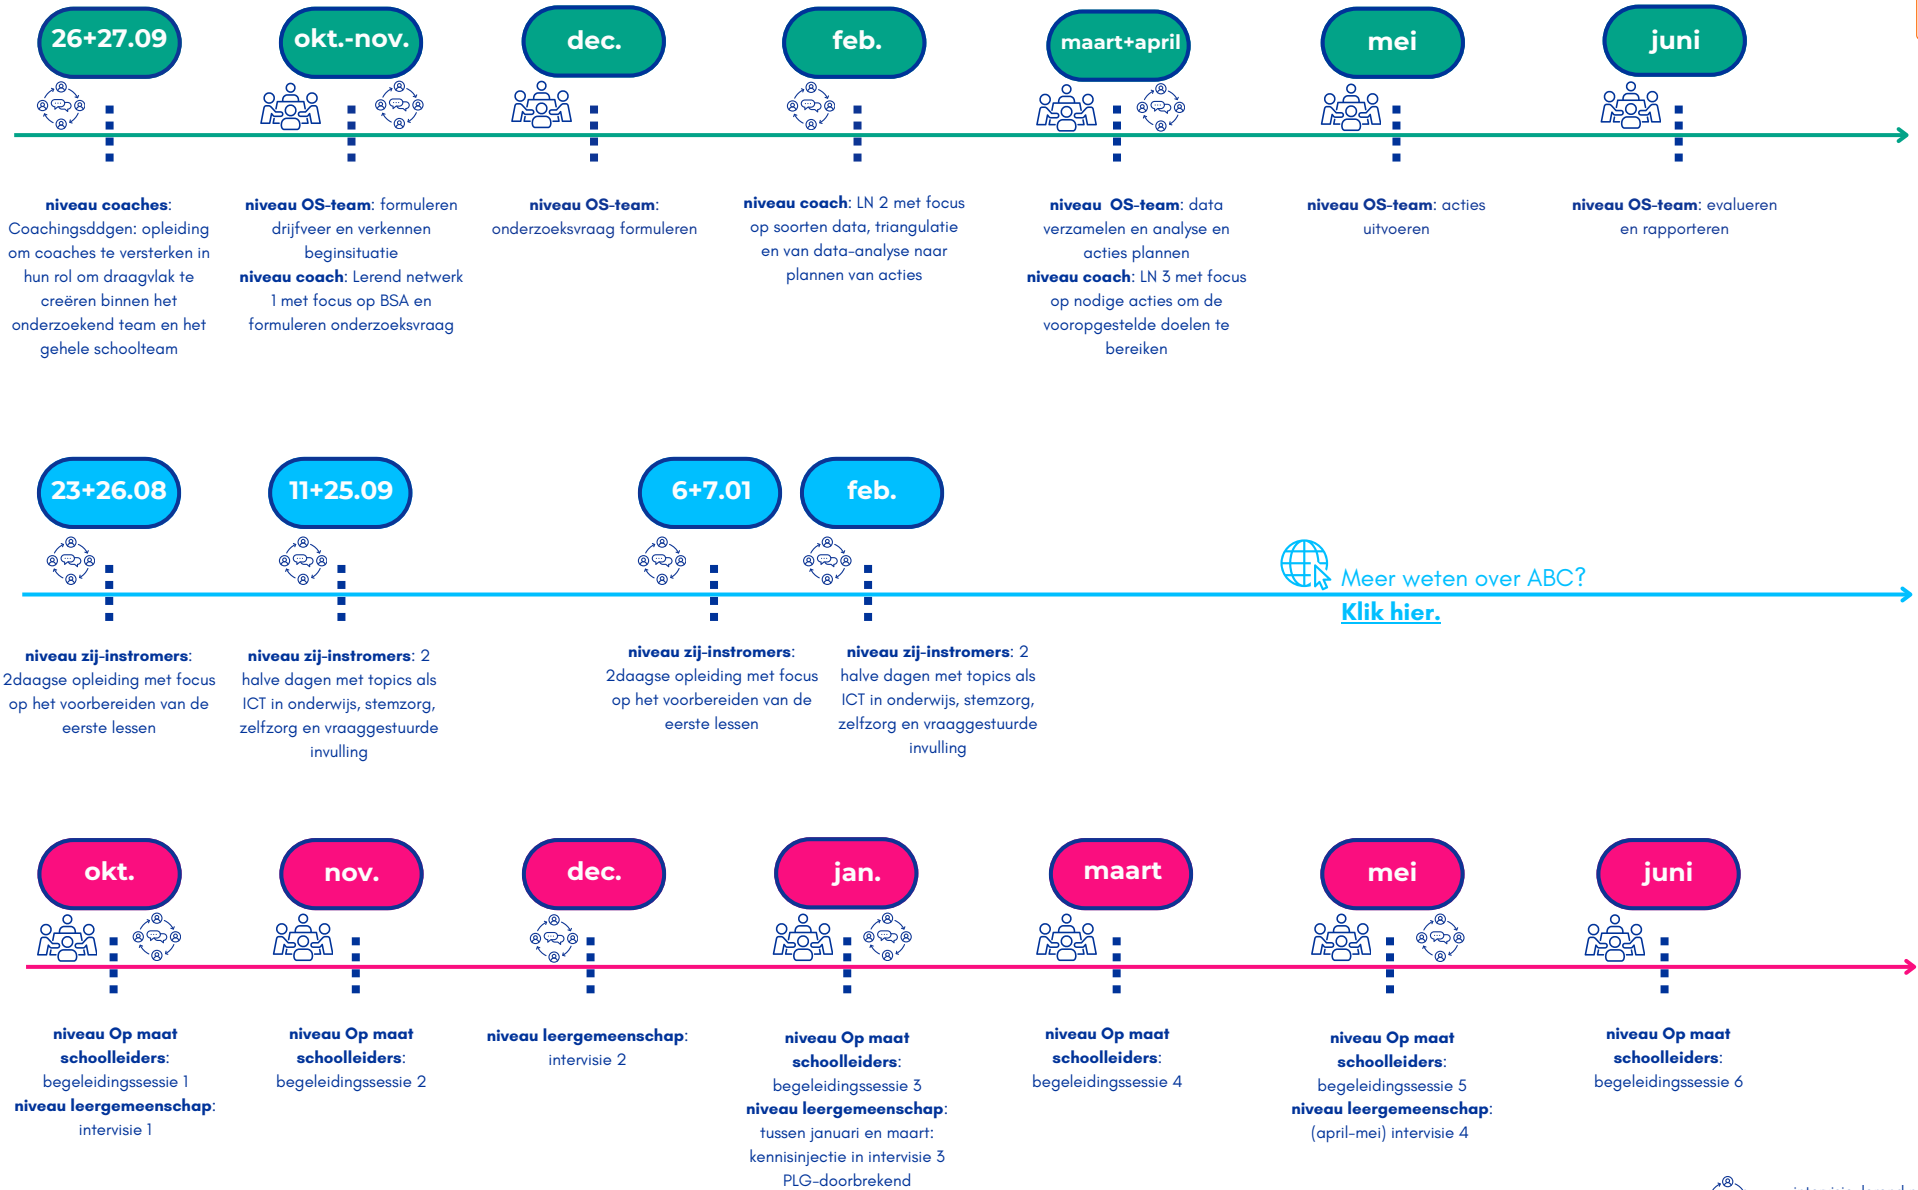 26+27.09
okt.-nov.
dec.
feb.
maart+april
mei
juni
niveau coaches:
Coachingsddgen: opleiding
om coaches te versterken in
hun rol om draagvlak te
creëren binnen het
onderzoekend team en het
gehele schoolteam
niveau OS-team: formuleren
drijfveer en verkennen
beginsituatie
niveau coach: Lerend netwerk
1 met focus op BSA en
formuleren onderzoeksvraag
niveau OS-team:
onderzoeksvraag formuleren
niveau coach: LN 2 met focus
op soorten data, triangulatie
en van data-analyse naar
plannen van acties
niveau OS-team: data
verzamelen en analyse en
acties plannen
niveau coach: LN 3 met focus
op nodige acties om de
vooropgestelde doelen te
bereiken
niveau OS-team: acties
uitvoeren
niveau OS-team: evalueren
en rapporteren
23+26.08
11+25.09
6+7.01
feb.
Meer weten over ABC?
Klik hier.
niveau zij-instromers:
2daagse opleiding met focus
op het voorbereiden van de
eerste lessen
niveau zij-instromers: 2
halve dagen met topics als
ICT in onderwijs, stemzorg,
zelfzorg en vraaggestuurde
invulling
niveau zij-instromers:
2daagse opleiding met focus
op het voorbereiden van de
eerste lessen
niveau zij-instromers: 2
halve dagen met topics als
ICT in onderwijs, stemzorg,
zelfzorg en vraaggestuurde
invulling
okt.
nov.
dec.
jan.
maart
mei
juni
niveau Op maat
schoolleiders:
begeleidingssessie 1
niveau leergemeenschap:
intervisie 1
niveau Op maat
schoolleiders:
begeleidingssessie 2
niveau leergemeenschap:
intervisie 2
niveau Op maat
schoolleiders:
begeleidingssessie 3
niveau leergemeenschap:
tussen januari en maart:
kennisinjectie in intervisie 3
PLG-doorbrekend
niveau Op maat
schoolleiders:
begeleidingssessie 4
niveau Op maat
schoolleiders:
begeleidingssessie 5
niveau leergemeenschap:
(april-mei) intervisie 4
niveau Op maat
schoolleiders:
begeleidingssessie 6